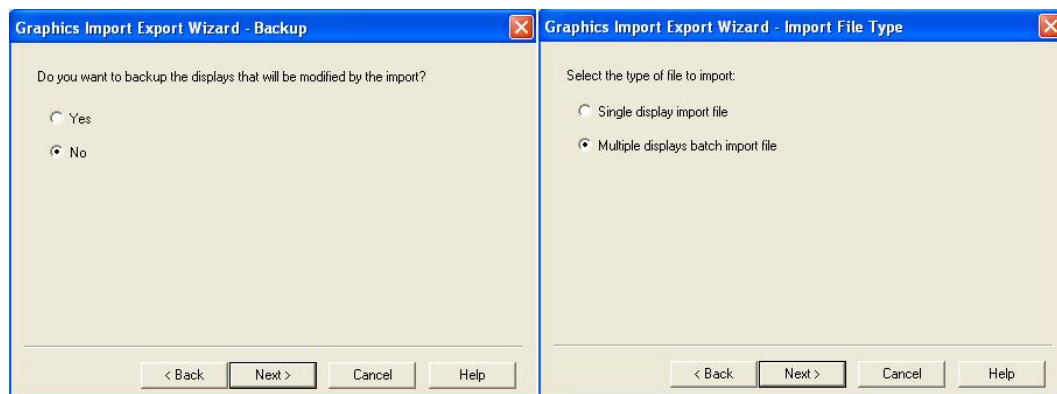 Graphics Import Export Wizard - Backup
Do you want to backup the displays that will be modified by the import?
Yes
No
< Back
Next >
Cancel
Help
Graphics Import Export Wizard - Import File Type
Select the type of file to import:
Single display import file
Multiple displays batch import file
< Back
Next >
Cancel
Help